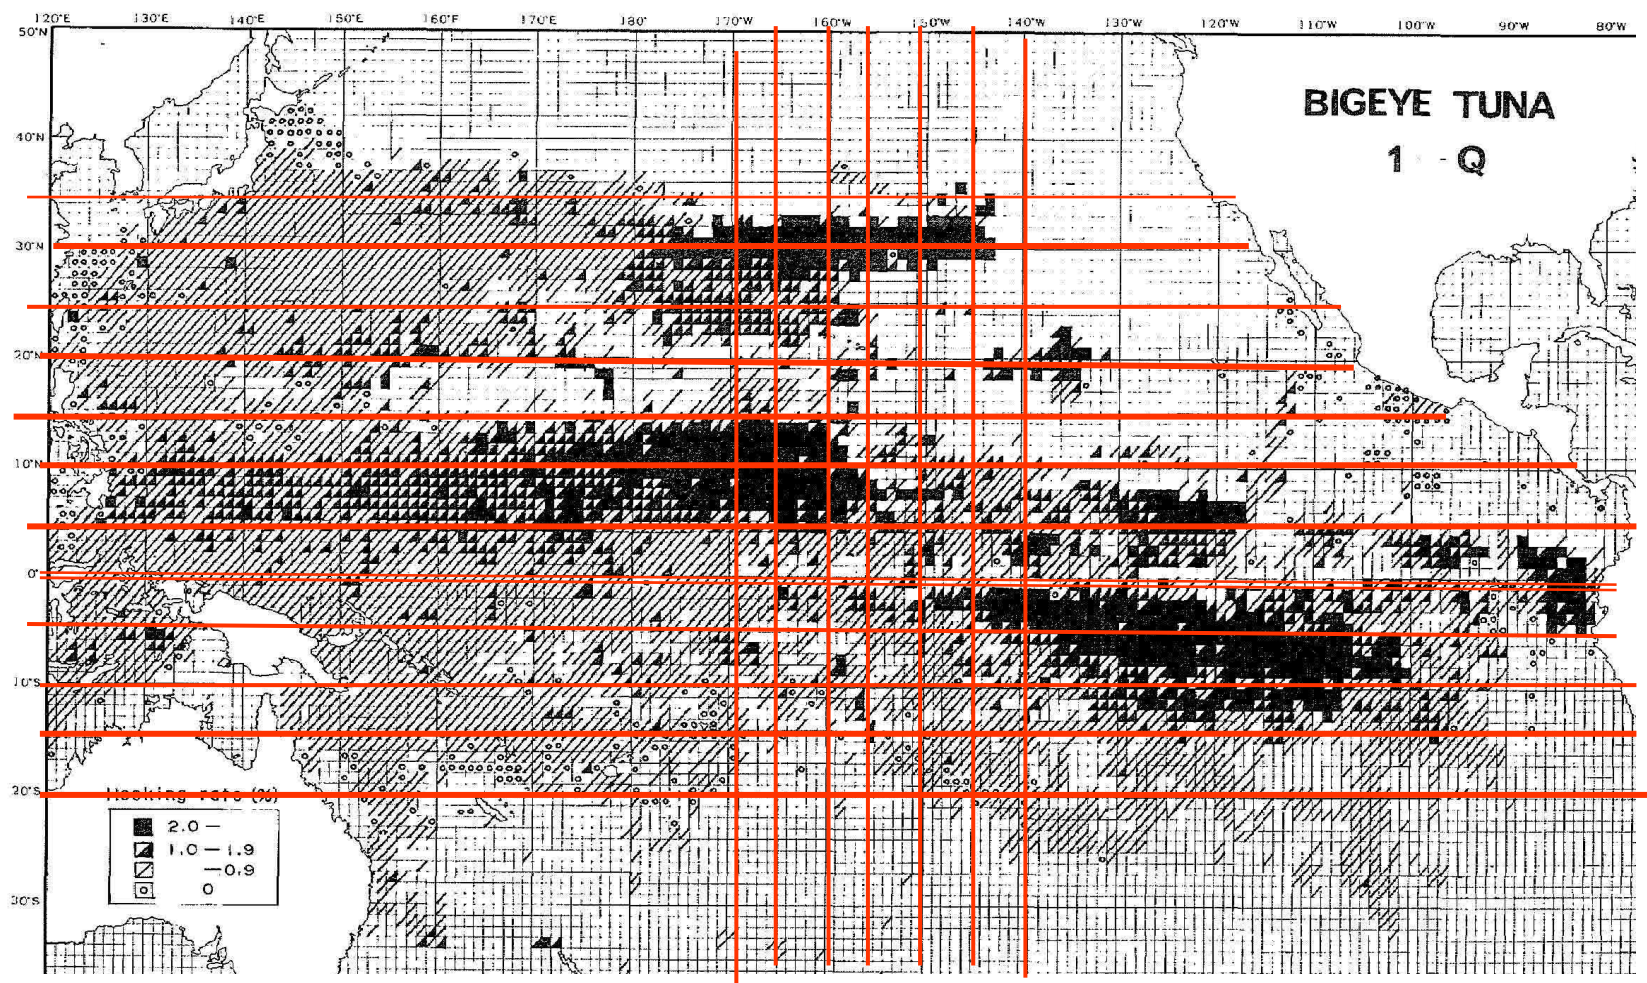 120°E 130°E 140°E 150°E 160°E 170°E 180° 170°W 160°W 150°W 140°W 130°W 120°W 110°W 100°W 90°W 80°W
50°N
BIGEYE TUNA
40°N
1 - Q
30°N
20°N
10°N
0°
10°S
20°S
Hooking rate (%)
2.0 —
1.0 — 1.9
—0.9
0
30°S